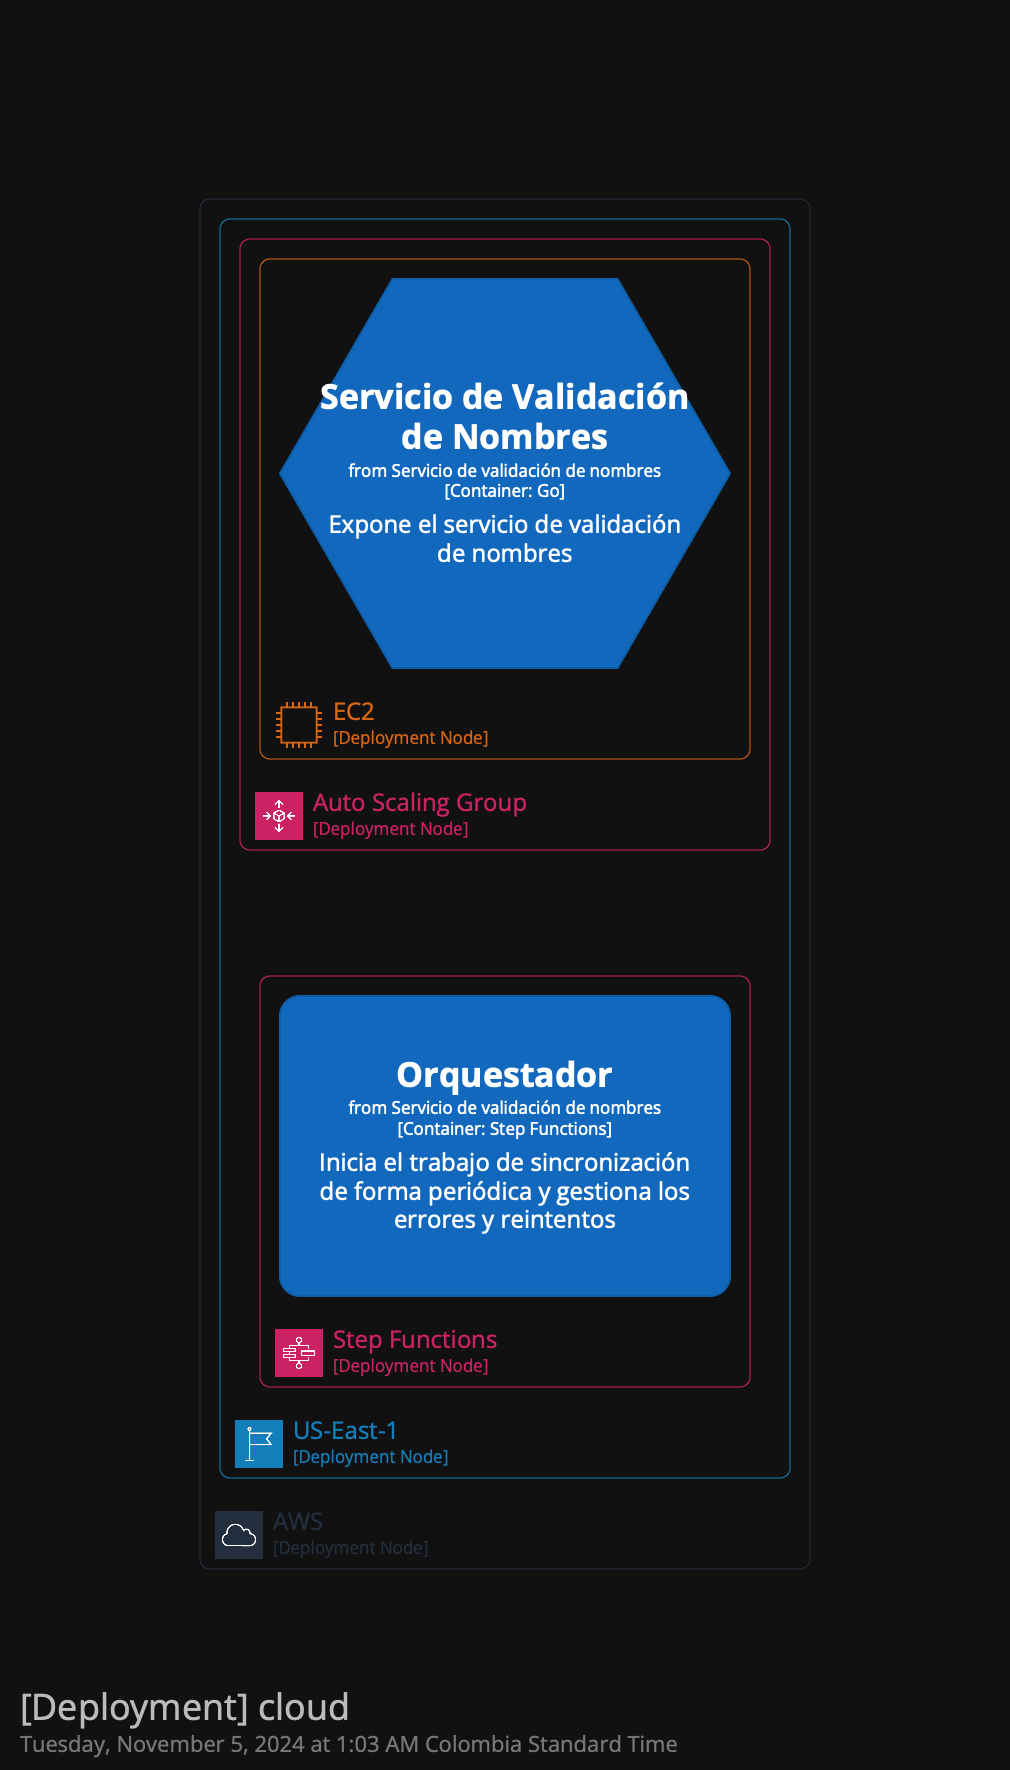 Servicio de Validación
de Nombres
from Servicio de validación de nombres
[Container: Go]
Expone el servicio de validación
de nombres
EC2
[Deployment Node]
Auto Scaling Group
[Deployment Node]
Orquestador
from Servicio de validación de nombres
[Container: Step Functions]
Inicia el trabajo de sincronización
de forma periódica y gestiona los
errores y reintentos
Step Functions
[Deployment Node]
US-East-1
[Deployment Node]
AWS
[Deployment Node]
[Deployment] cloud
Tuesday, November 5, 2024 at 1:03 AM Colombia Standard Time